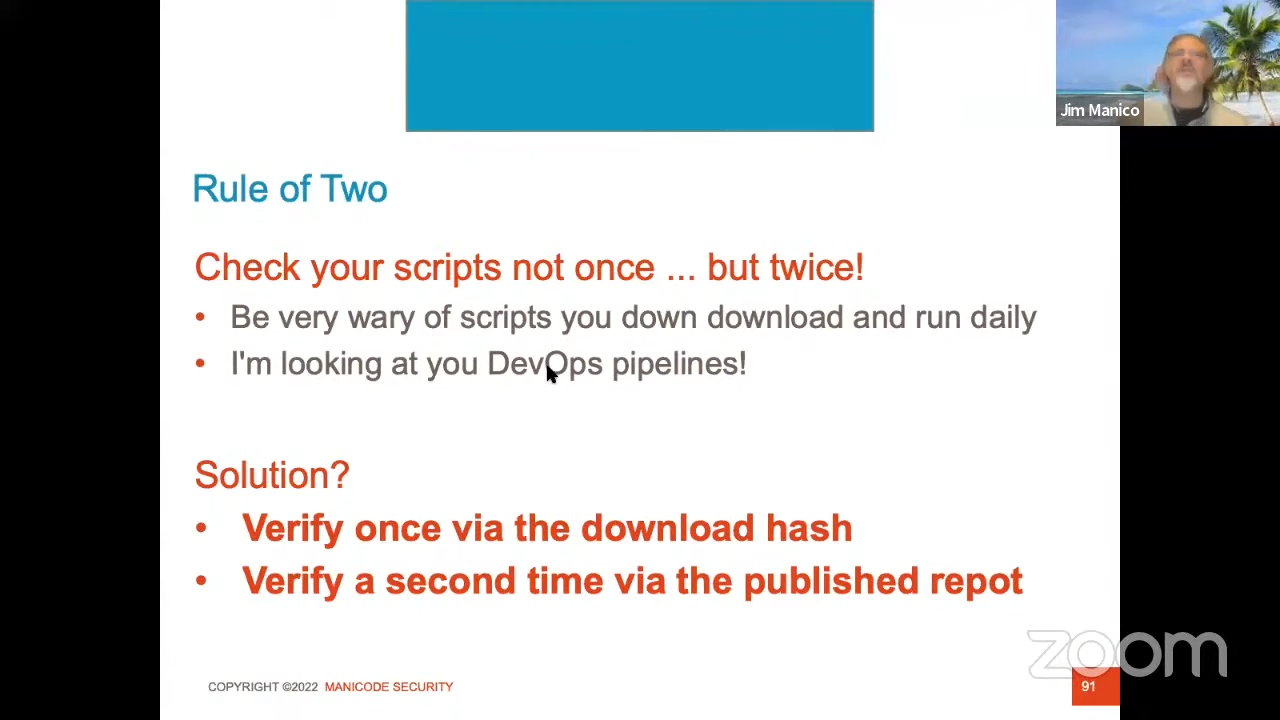 Jim Manico
Rule of Two
Check your scripts not once ... but twice!
• Be very wary of scripts you down download and run daily
• I'm looking at you DevOps pipelines!
Solution?
• Verify once via the download hash
• Verify a second time via the published repot
zoom
COPYRIGHT ©2022 MANICODE SECURITY
91